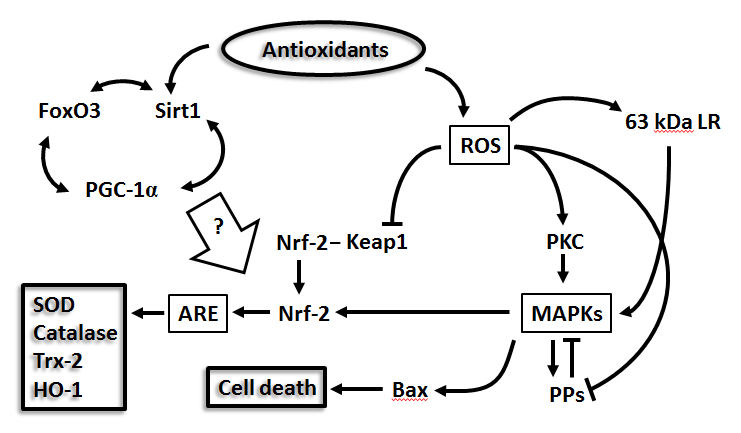 Antioxidants
FoxO3
Sirt1
63 kDa LR
ROS
PGC-1α
?
Nrf-2 – Keap1
PKC
SOD
Catalase
Trx-2
HO-1
ARE
Nrf-2
MAPKs
Cell death
Bax
PPs